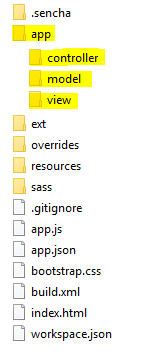 .sencha
app
controller
model
view
ext
overrides
resources
sass
.gitignore
app.js
app.json
bootstrap.css
build.xml
index.html
workspace.json